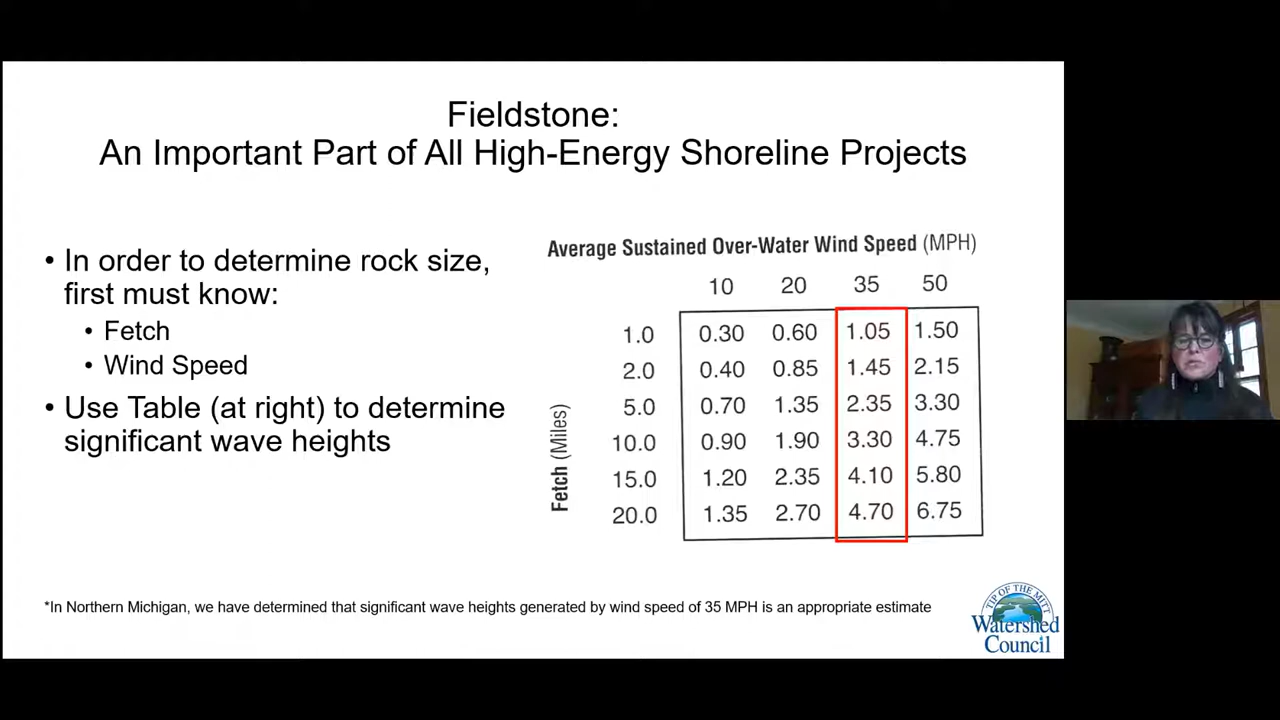 Fieldstone:
An Important Part of All High-Energy Shoreline Projects
• In order to determine rock size,
first must know:
• Fetch
• Wind Speed
• Use Table (at right) to determine
significant wave heights
Average Sustained Over-Water Wind Speed (MPH)
10 20 35 50
Fetch (Miles)
1.0 0.30 0.60 1.05 1.50
2.0 0.40 0.85 1.45 2.15
5.0 0.70 1.35 2.35 3.30
10.0 0.90 1.90 3.30 4.75
15.0 1.20 2.35 4.10 5.80
20.0 1.35 2.70 4.70 6.75
*In Northern Michigan, we have determined that significant wave heights generated by wind speed of 35 MPH is an appropriate estimate
TIP OF THE MITT
Watershed
Council